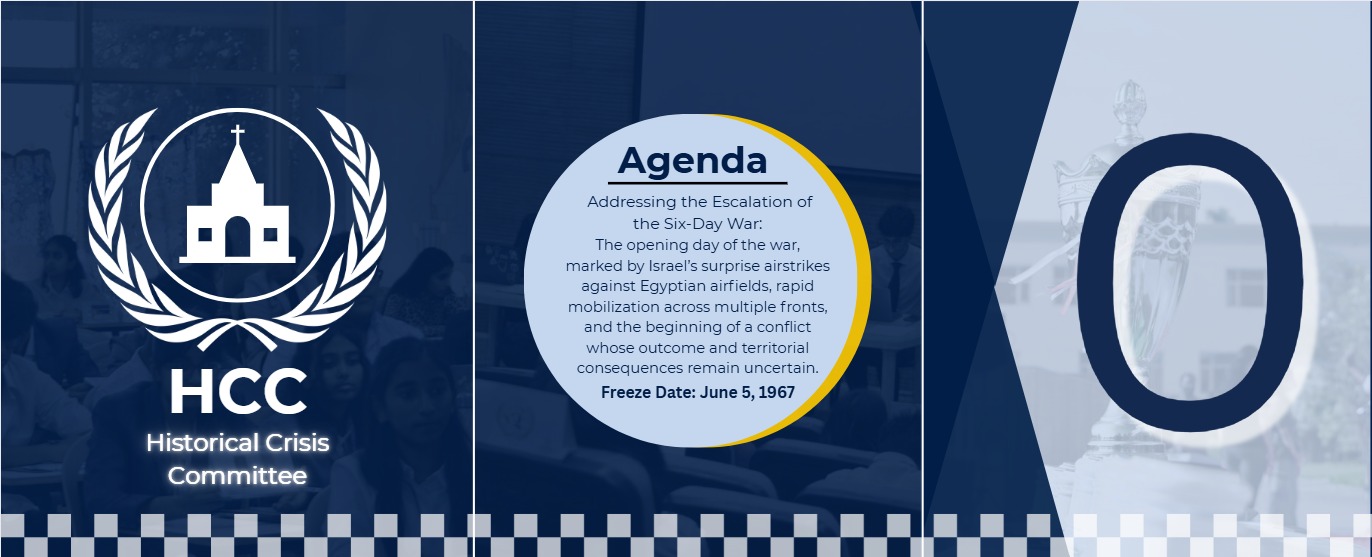 HCC
Historical Crisis
Committee
Agenda
Addressing the Escalation of
the Six-Day War:
The opening day of the war,
marked by Israel's surprise airstrikes
against Egyptian airfields, rapid
mobilization across multiple fronts,
and the beginning of a conflict
whose outcome and territorial
consequences remain uncertain.
Freeze Date: June 5, 1967
0